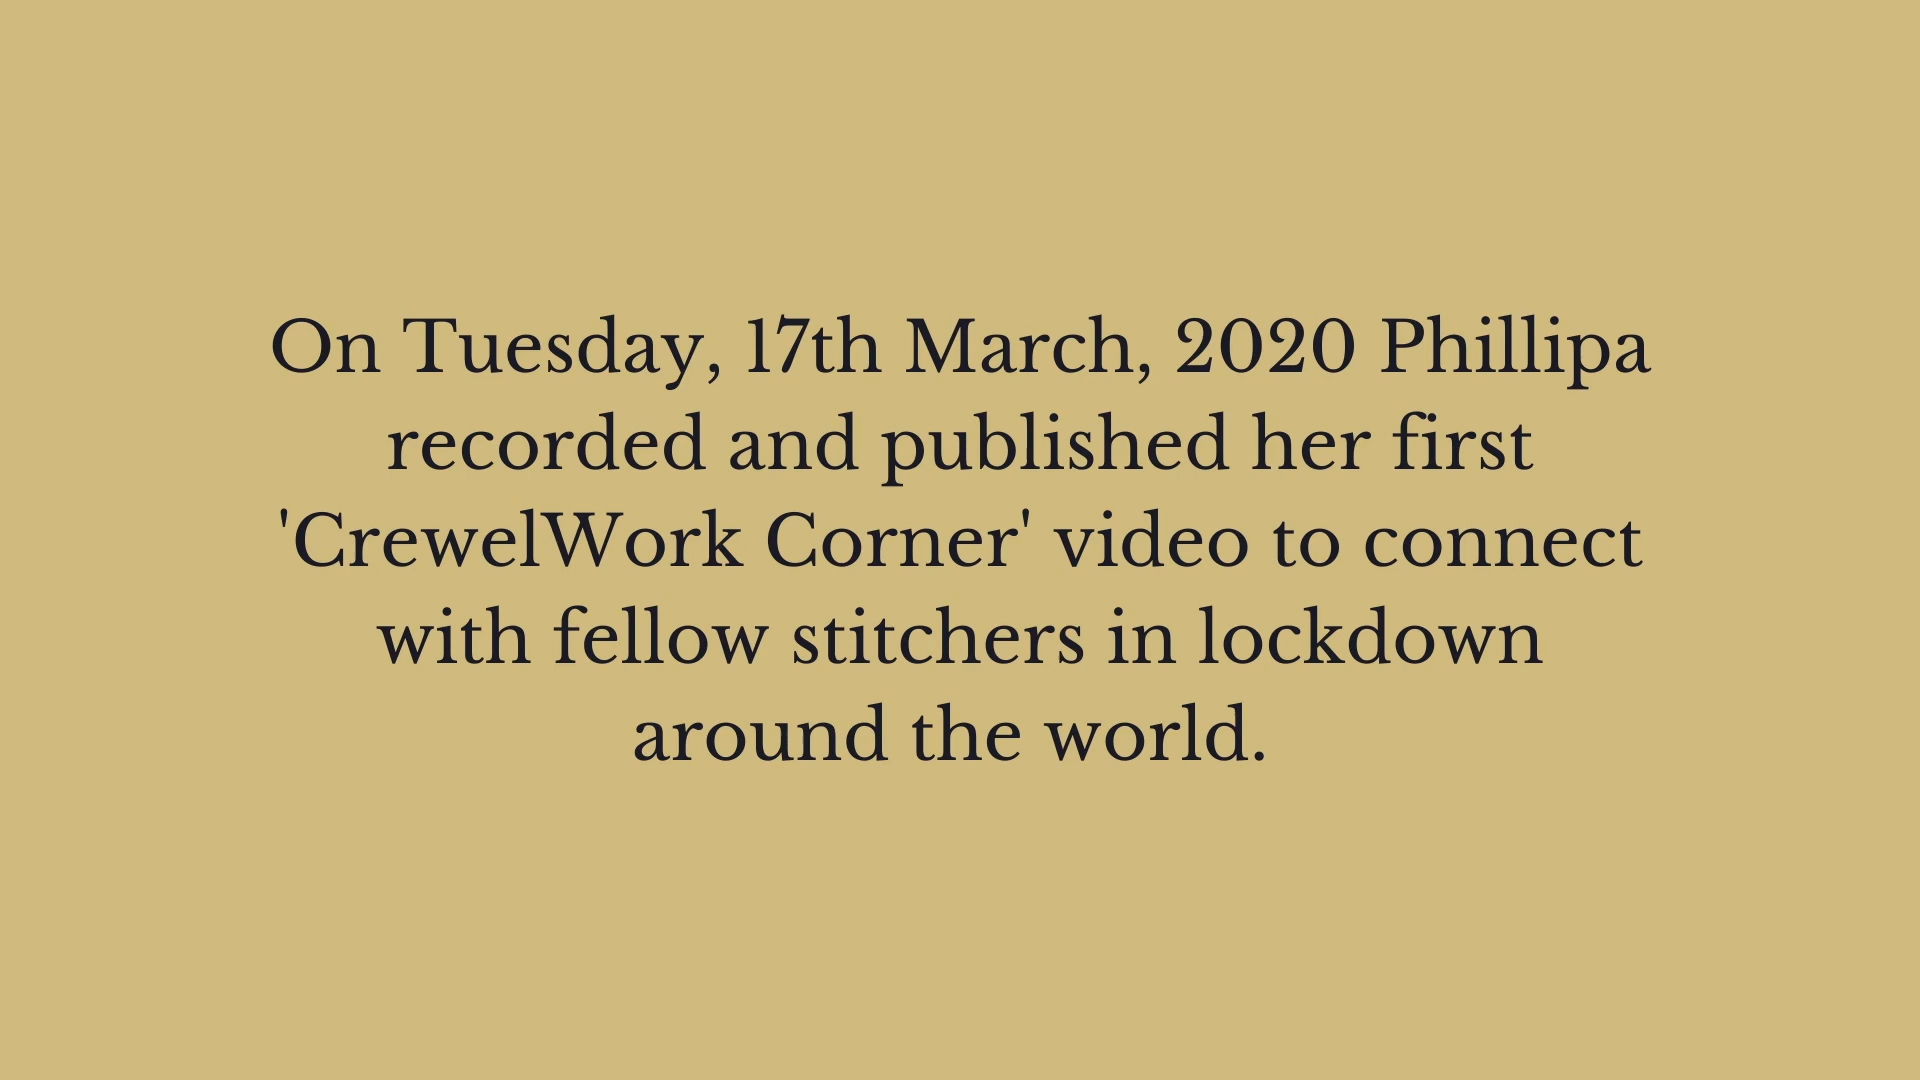 On Tuesday, 17th March, 2020 Phillipa
recorded and published her first
'CrewelWork Corner' video to connect
with fellow stitchers in lockdown
around the world.